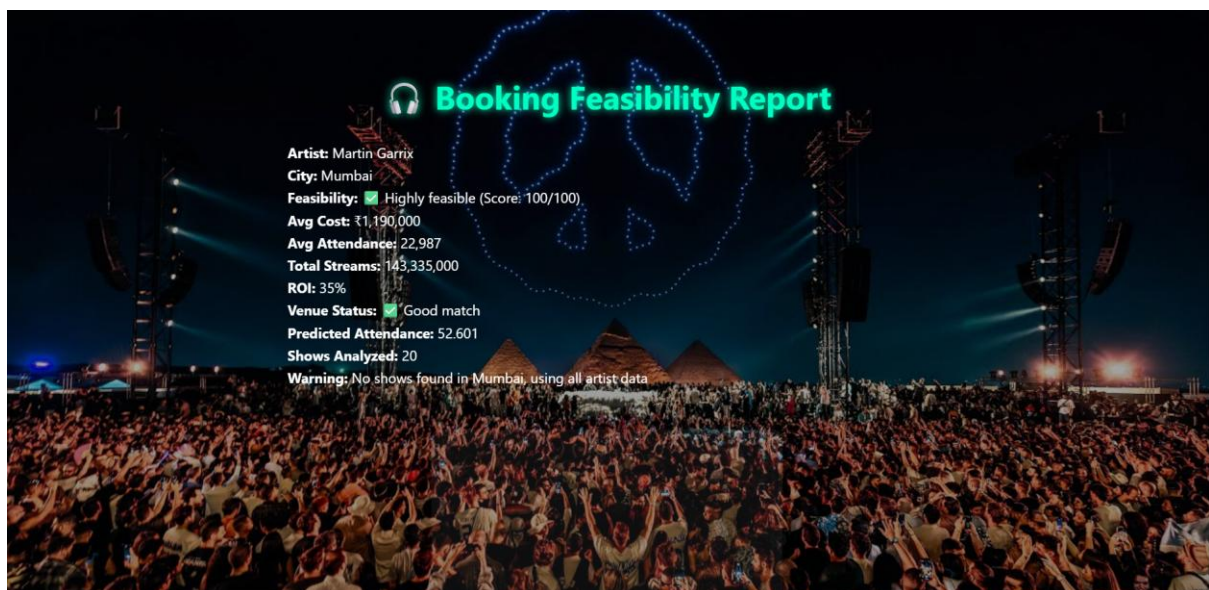 🎧 Booking Feasibility Report
Artist: Martin Garrix
City: Mumbai
Feasibility: ✅ Highly feasible (Score: 100/100)
Avg Cost: ₹1,190,000
Avg Attendance: 22,987
Total Streams: 143,335,000
ROI: 35%
Venue Status: ✅ Good match
Predicted Attendance: 52.601
Shows Analyzed: 20
Warning: No shows found in Mumbai, using all artist data